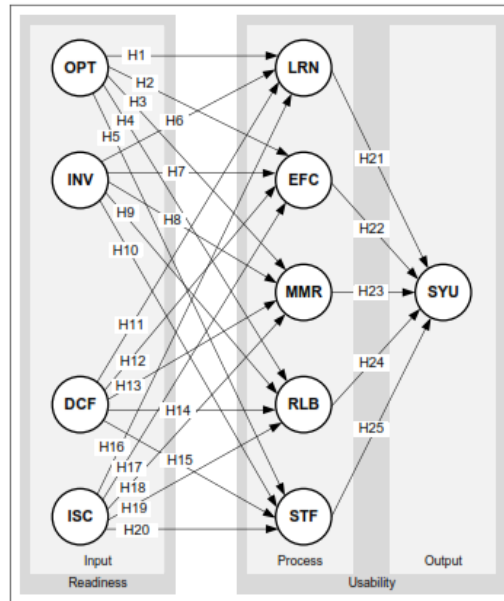 OPT
H1
LRN
H2
H3
H4
H5
H6
INV
H7
EFC
H21
H9
H8
H22
H10
MMR
H23
SYU
H11
H12
H24
H13
DCF
H14
RLB
H25
H16
H15
H17
H18
ISC
H19
H20
STF
Input
Process
Output
Readiness
Usability